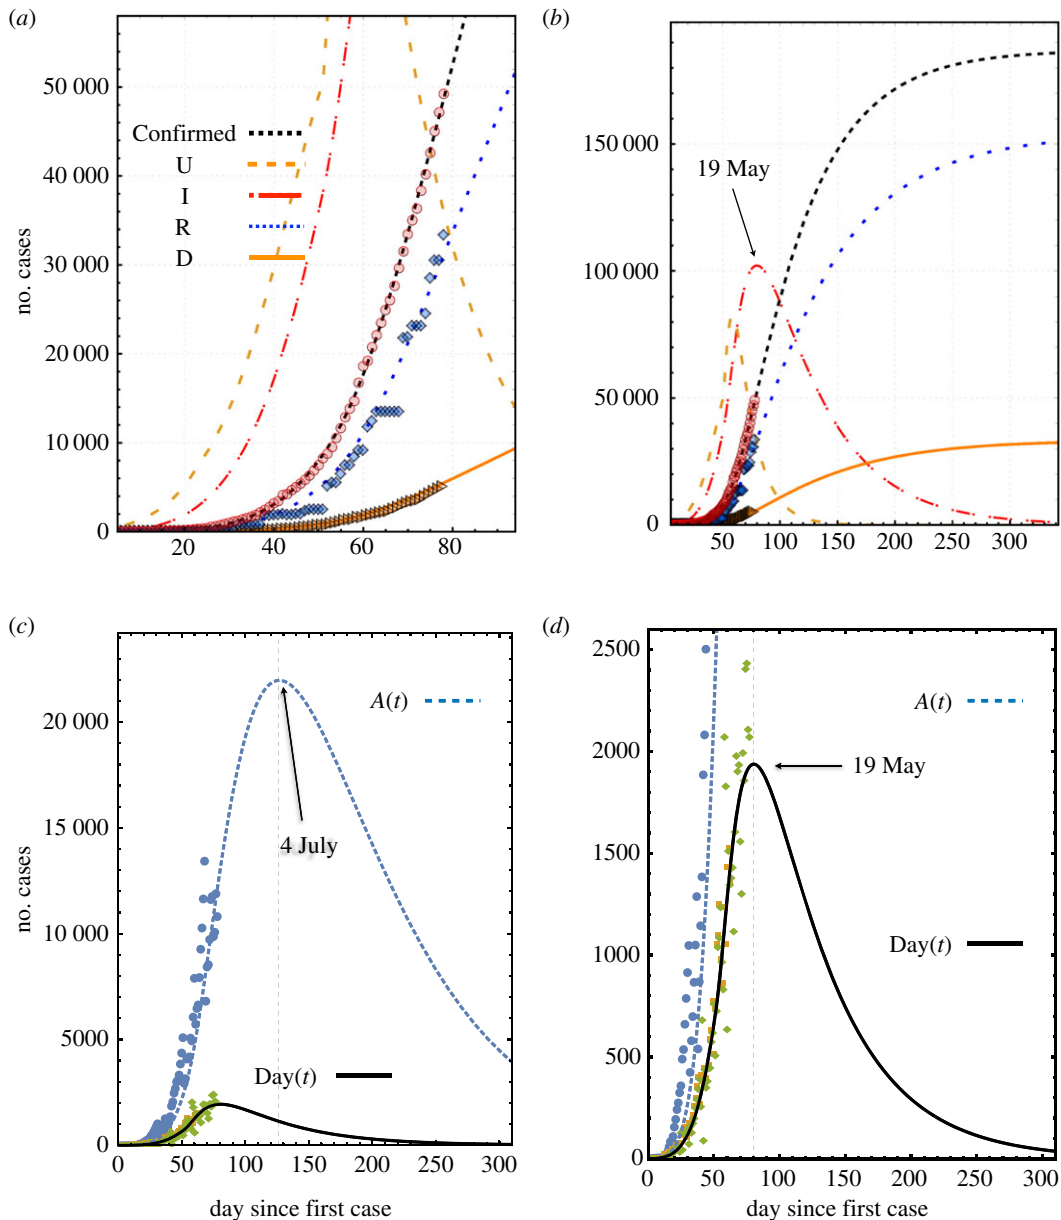 (a)
no. cases
50 000
40 000
30 000
20 000
10 000
0
20
40
60
80
Confirmed
U
I
R
D
(b)
150 000
100 000
50 000
0
50
100
150
200
250
300
19 May
(c)
no. cases
20 000
15 000
10 000
5000
0
0
50
100
150
200
250
300
day since first case
A(t)
4 July
Day(t)
(d)
2500
2000
1500
1000
500
0
0
50
100
150
200
250
300
day since first case
A(t)
19 May
Day(t)